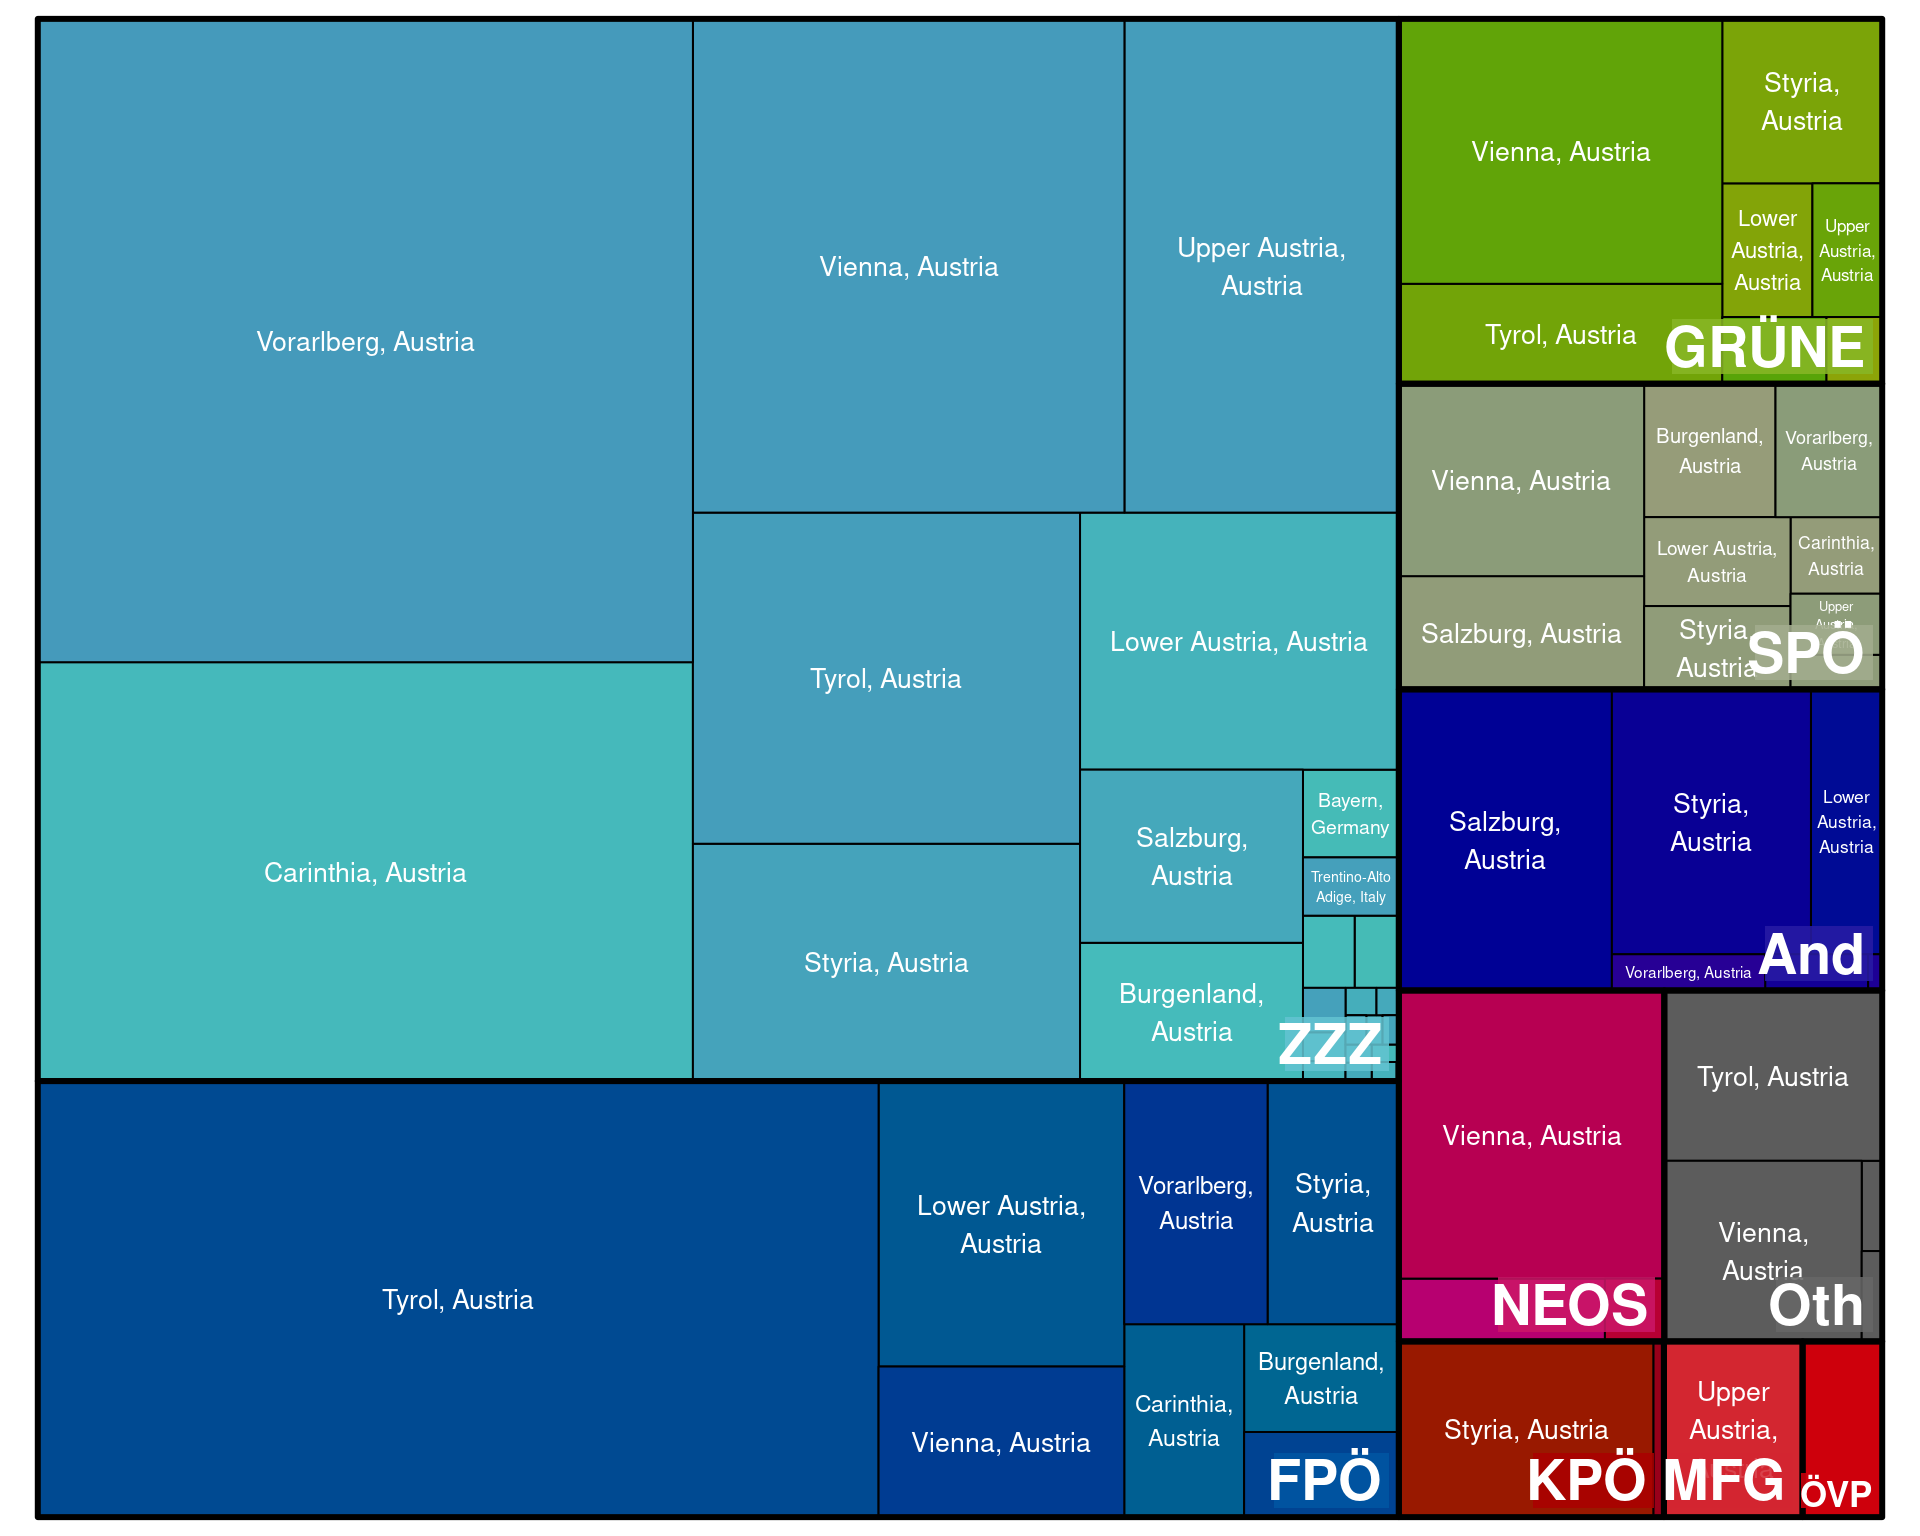 Vorarlberg, Austria
Vienna, Austria
Upper Austria,
Austria
Carinthia, Austria
Tyrol, Austria
Lower Austria, Austria
Styria, Austria
Salzburg,
Austria
Bayern,
Germany
Trentino-Alto
Adige, Italy
Burgenland,
Austria
ZZZ
Tyrol, Austria
Lower Austria,
Austria
Vienna, Austria
Vorarlberg,
Austria
Styria,
Austria
Carinthia,
Austria
Burgenland,
Austria
FPÖ
Vienna, Austria
Styria,
Austria
Lower
Austria,
Austria
Upper
Austria,
Austria
Tyrol, Austria
GRÜNE
Vienna, Austria
Burgenland,
Austria
Vorarlberg,
Austria
Lower Austria,
Austria
Carinthia,
Austria
Salzburg, Austria
Styria,
Austria
Upper
SPÖ
Salzburg,
Austria
Styria,
Austria
Lower
Austria,
Austria
Vorarlberg, Austria
And
Vienna, Austria
NEOS
Tyrol, Austria
Vienna,
Austria
Oth
Styria, Austria
KPÖ
Upper
Austria,
MFG
ÖVP